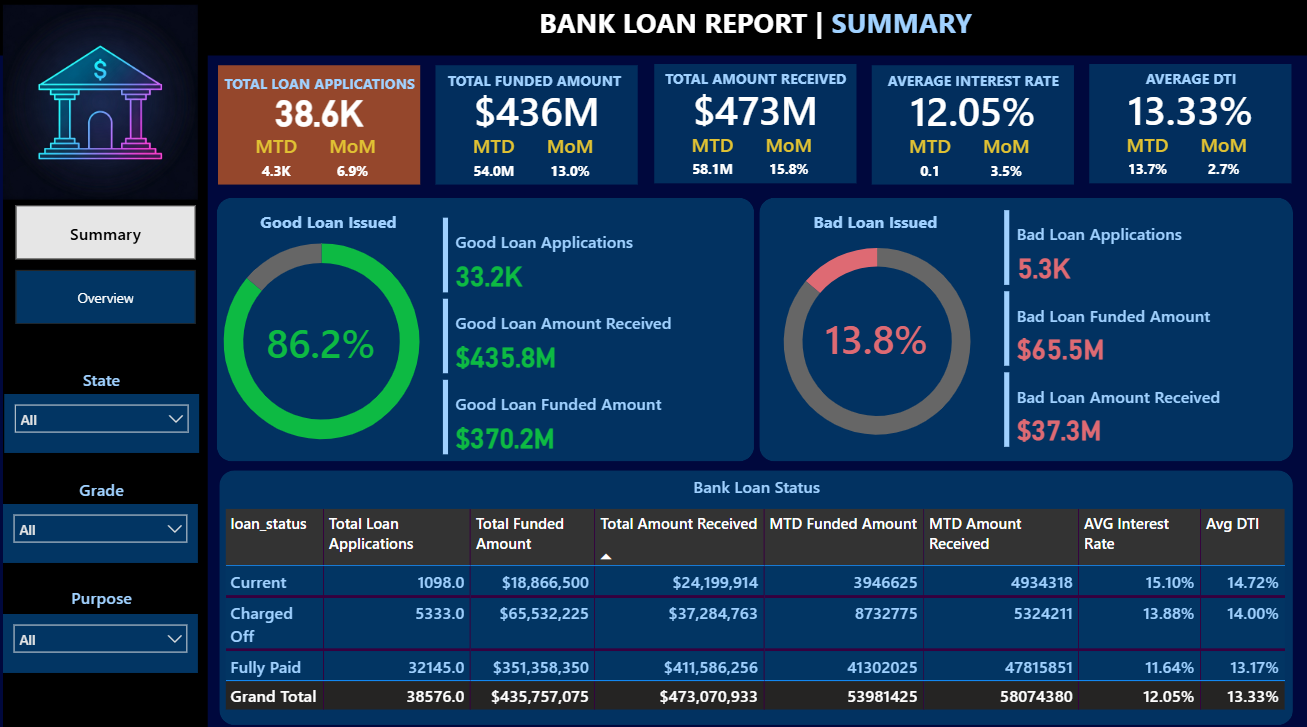 $
BANK LOAN REPORT | SUMMARY
TOTAL LOAN APPLICATIONS
38.6K
MTD MoM
4.3K 6.9%
TOTAL FUNDED AMOUNT
$436M
MTD MoM
54.0M 13.0%
TOTAL AMOUNT RECEIVED
$473M
MTD MoM
58.1M 15.8%
AVERAGE INTEREST RATE
12.05%
MTD MoM
0.1 3.5%
AVERAGE DTI
13.33%
MTD MoM
13.7% 2.7%
Summary
Overview
State
All
Grade
All
Purpose
All
Good Loan Issued
86.2%
Good Loan Applications
33.2K
Good Loan Amount Received
$435.8M
Good Loan Funded Amount
$370.2M
Bad Loan Issued
13.8%
Bad Loan Applications
5.3K
Bad Loan Funded Amount
$65.5M
Bad Loan Amount Received
$37.3M
Bank Loan Status
loan_status Total Loan Applications Total Funded Amount Total Amount Received MTD Funded Amount MTD Amount Received AVG Interest Rate Avg DTI
Current 1098.0 $18,866,500 $24,199,914 3946625 4934318 15.10% 14.72%
Charged Off 5333.0 $65,532,225 $37,284,763 8732775 5324211 13.88% 14.00%
Fully Paid 32145.0 $351,358,350 $411,586,256 41302025 47815851 11.64% 13.17%
Grand Total 38576.0 $435,757,075 $473,070,933 53981425 58074380 12.05% 13.33%